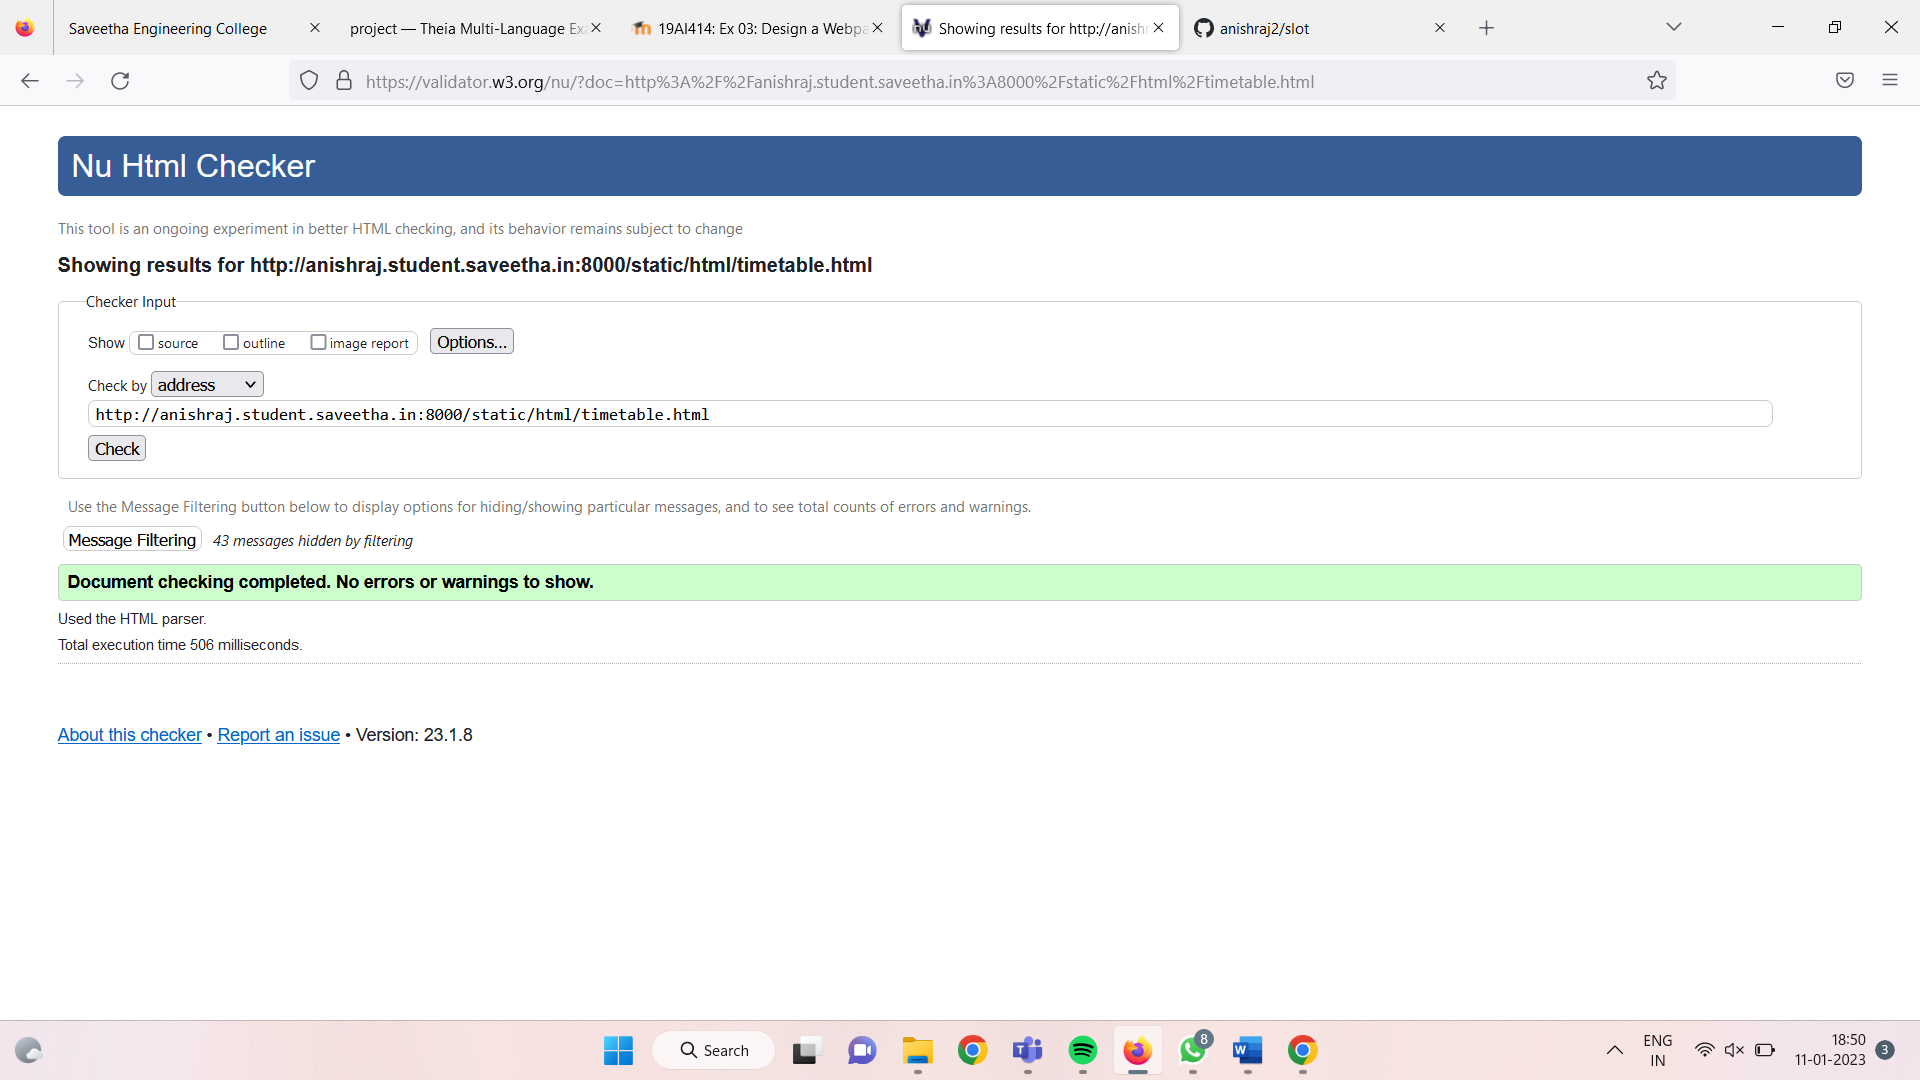 Saveetha Engineering College
project — Theia Multi-Language Exa
19AI414: Ex 03: Design a Webpa
Showing results for http://anishr
anishraj2/slot
https://validator.w3.org/nu/?doc=http%3A%2F%2Fanishraj.student.saveetha.in%3A8000%2Fstatic%2Fhtml%2Ftimetable.html
Nu Html Checker
This tool is an ongoing experiment in better HTML checking, and its behavior remains subject to change
Showing results for http://anishraj.student.saveetha.in:8000/static/html/timetable.html
Checker Input
Show source outline image report Options...
Check by address
http://anishraj.student.saveetha.in:8000/static/html/timetable.html
Check
Use the Message Filtering button below to display options for hiding/showing particular messages, and to see total counts of errors and warnings.
Message Filtering 43 messages hidden by filtering
Document checking completed. No errors or warnings to show.
Used the HTML parser.
Total execution time 506 milliseconds.
About this checker • Report an issue • Version: 23.1.8
Search
8
ENG
IN
18:50
11-01-2023
3